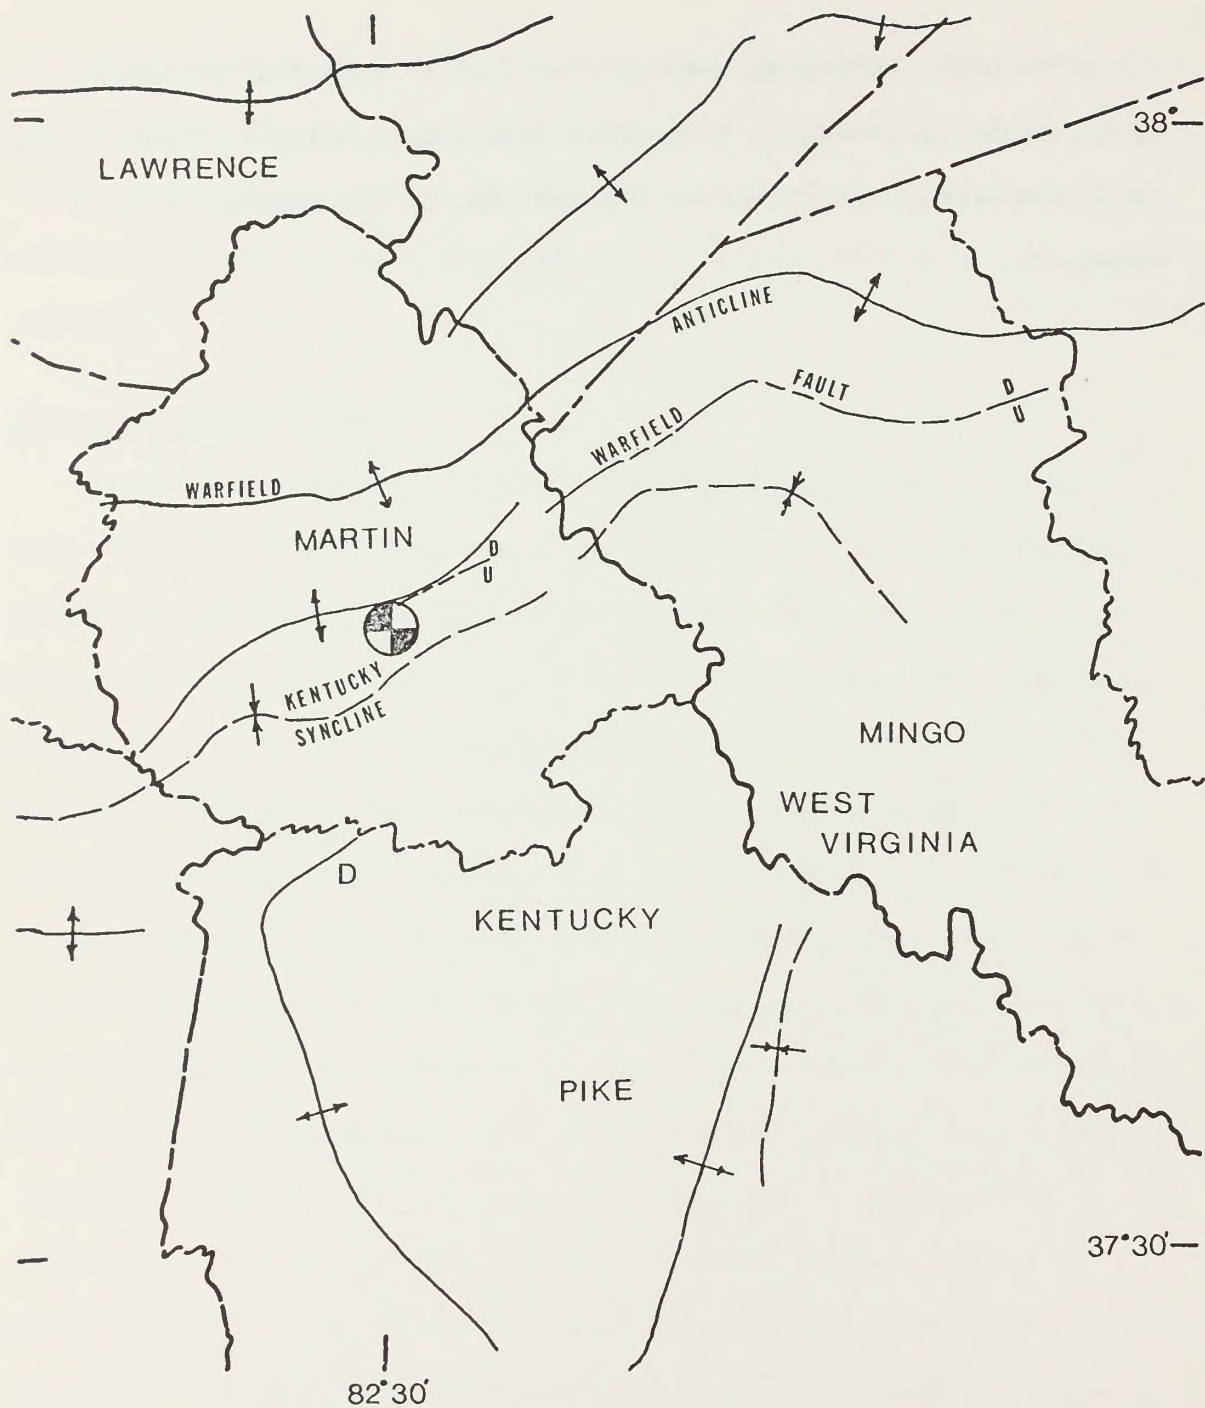 38°
LAWRENCE
ANTICLINE
FAULT
D
U
WARFIELD
WARFIELD
MARTIN
D
U
KENTUCKY
SYNCLINE
MINGO
WEST
VIRGINIA
D
KENTUCKY
PIKE
37°30'
82°30'